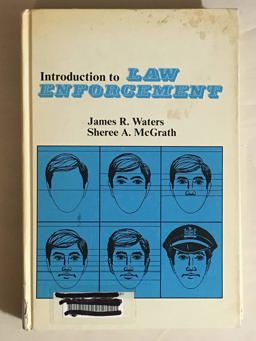 Introduction to LAW
ENFORCEMENT
James R. Waters
Sheree A. McGrath